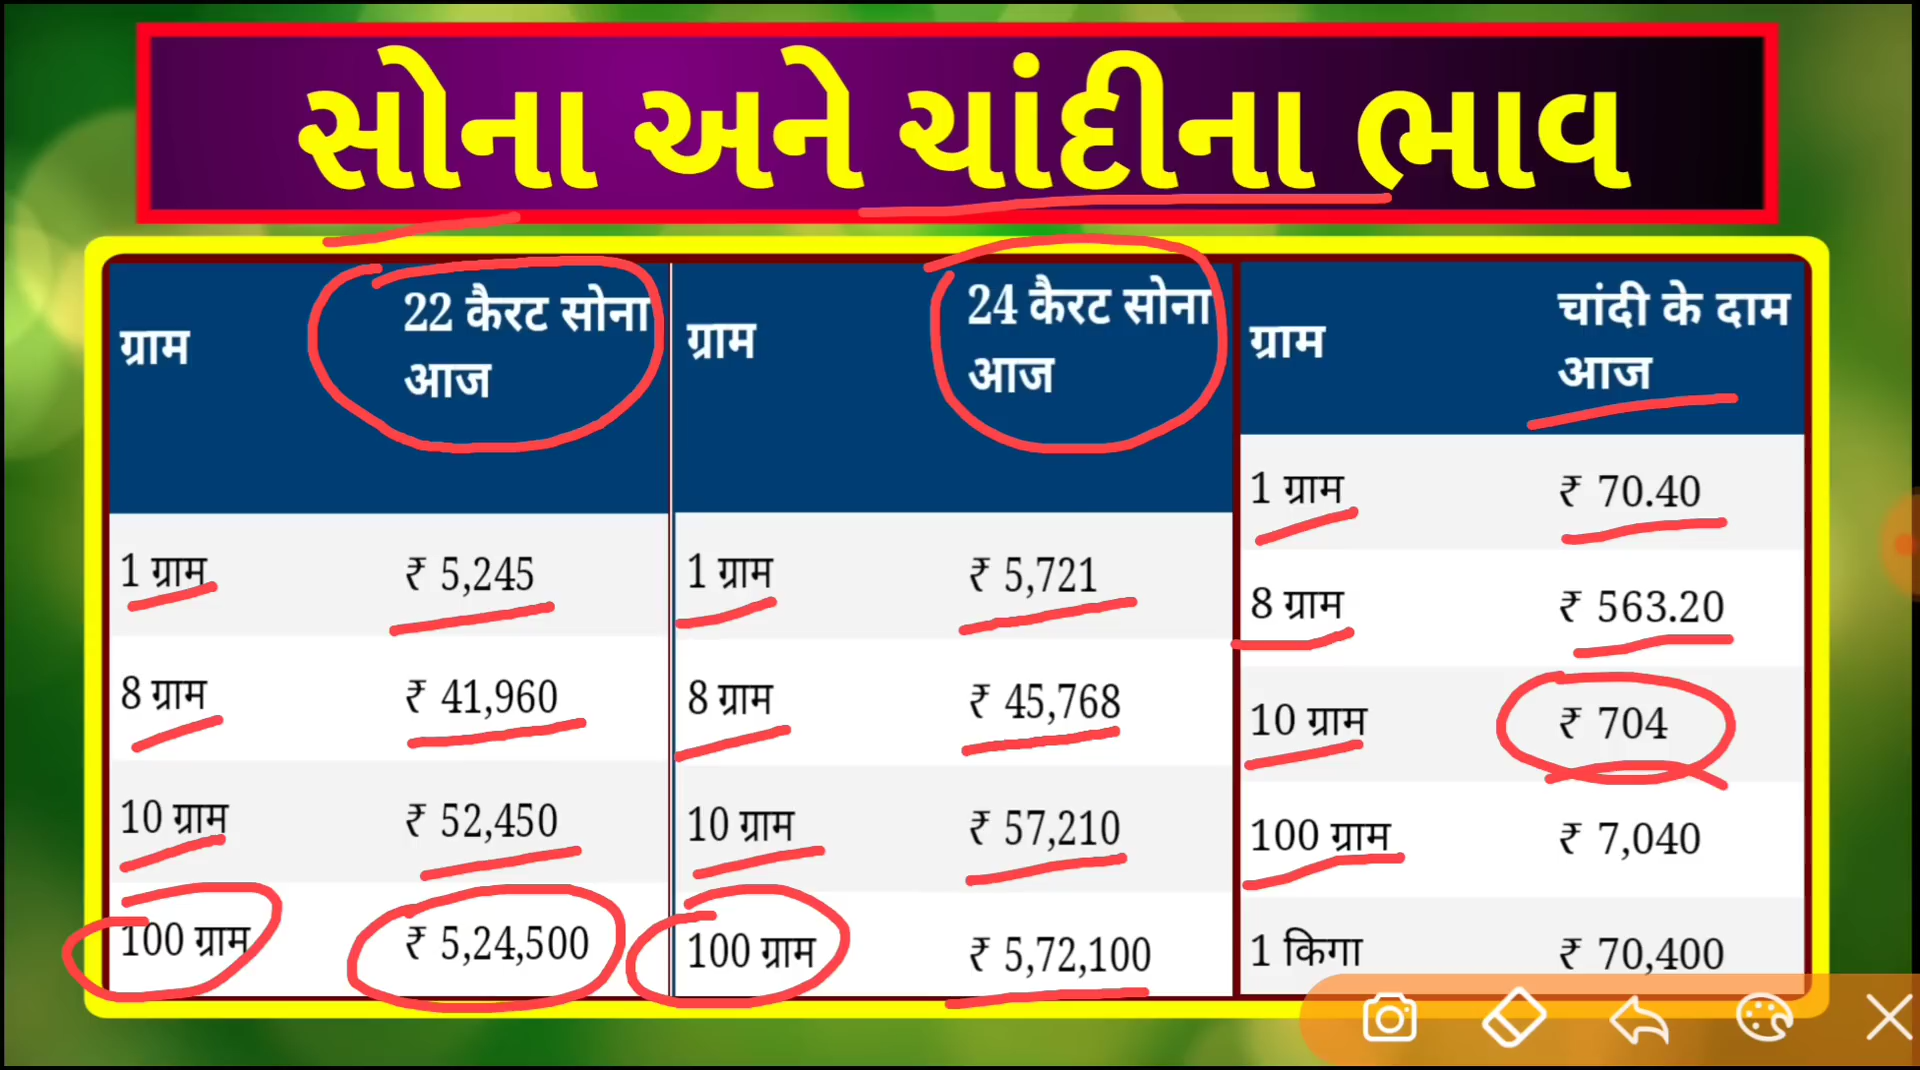 સોના અને ચાંદીના ભાવ
ग्राम 22 कैरट सोना आज
1 ग्राम ₹ 5,245
8 ग्राम ₹ 41,960
10 ग्राम ₹ 52,450
100 ग्राम ₹ 5,24,500
ग्राम 24 कैरट सोना आज
1 ग्राम ₹ 5,721
8 ग्राम ₹ 45,768
10 ग्राम ₹ 57,210
100 ग्राम ₹ 5,72,100
ग्राम चांदी के दाम आज
1 ग्राम ₹ 70.40
8 ग्राम ₹ 563.20
10 ग्राम ₹ 704
100 ग्राम ₹ 7,040
1 किगा ₹ 70,400